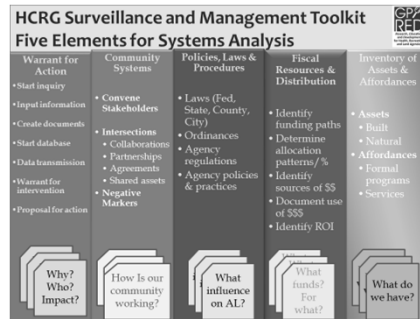 HCRG Surveillance and Management Toolkit
Five Elements for Systems Analysis
GP
RED
Warrant for
Action
• Start inquiry
• Input information
• Create documents
• Start database
• Data transmission
• Warrant for
intervention
• Proposal for action
Why?
Who?
Impact?
Community
Systems
• Convene
Stakeholders
• Intersections
• Collaborations
• Partnerships
• Agreements
• Shared assets
• Negative
Markers
How Is our
community
working?
Policies, Laws &
Procedures
• Laws (Fed,
State, County,
City)
• Ordinances
• Agency
regulations
• Agency policies
& practices
What
influence
on AL?
Fiscal
Resources &
Distribution
• Identify
funding paths
• Determine
allocation
patterns/%
• Identify
sources of $$
• Document use
of $$$
• Identify ROI
What
funds?
For
what?
Inventory of
Assets &
Affordances
• Assets
• Built
• Natural
• Affordances
• Formal
programs
• Services
What do
we have?